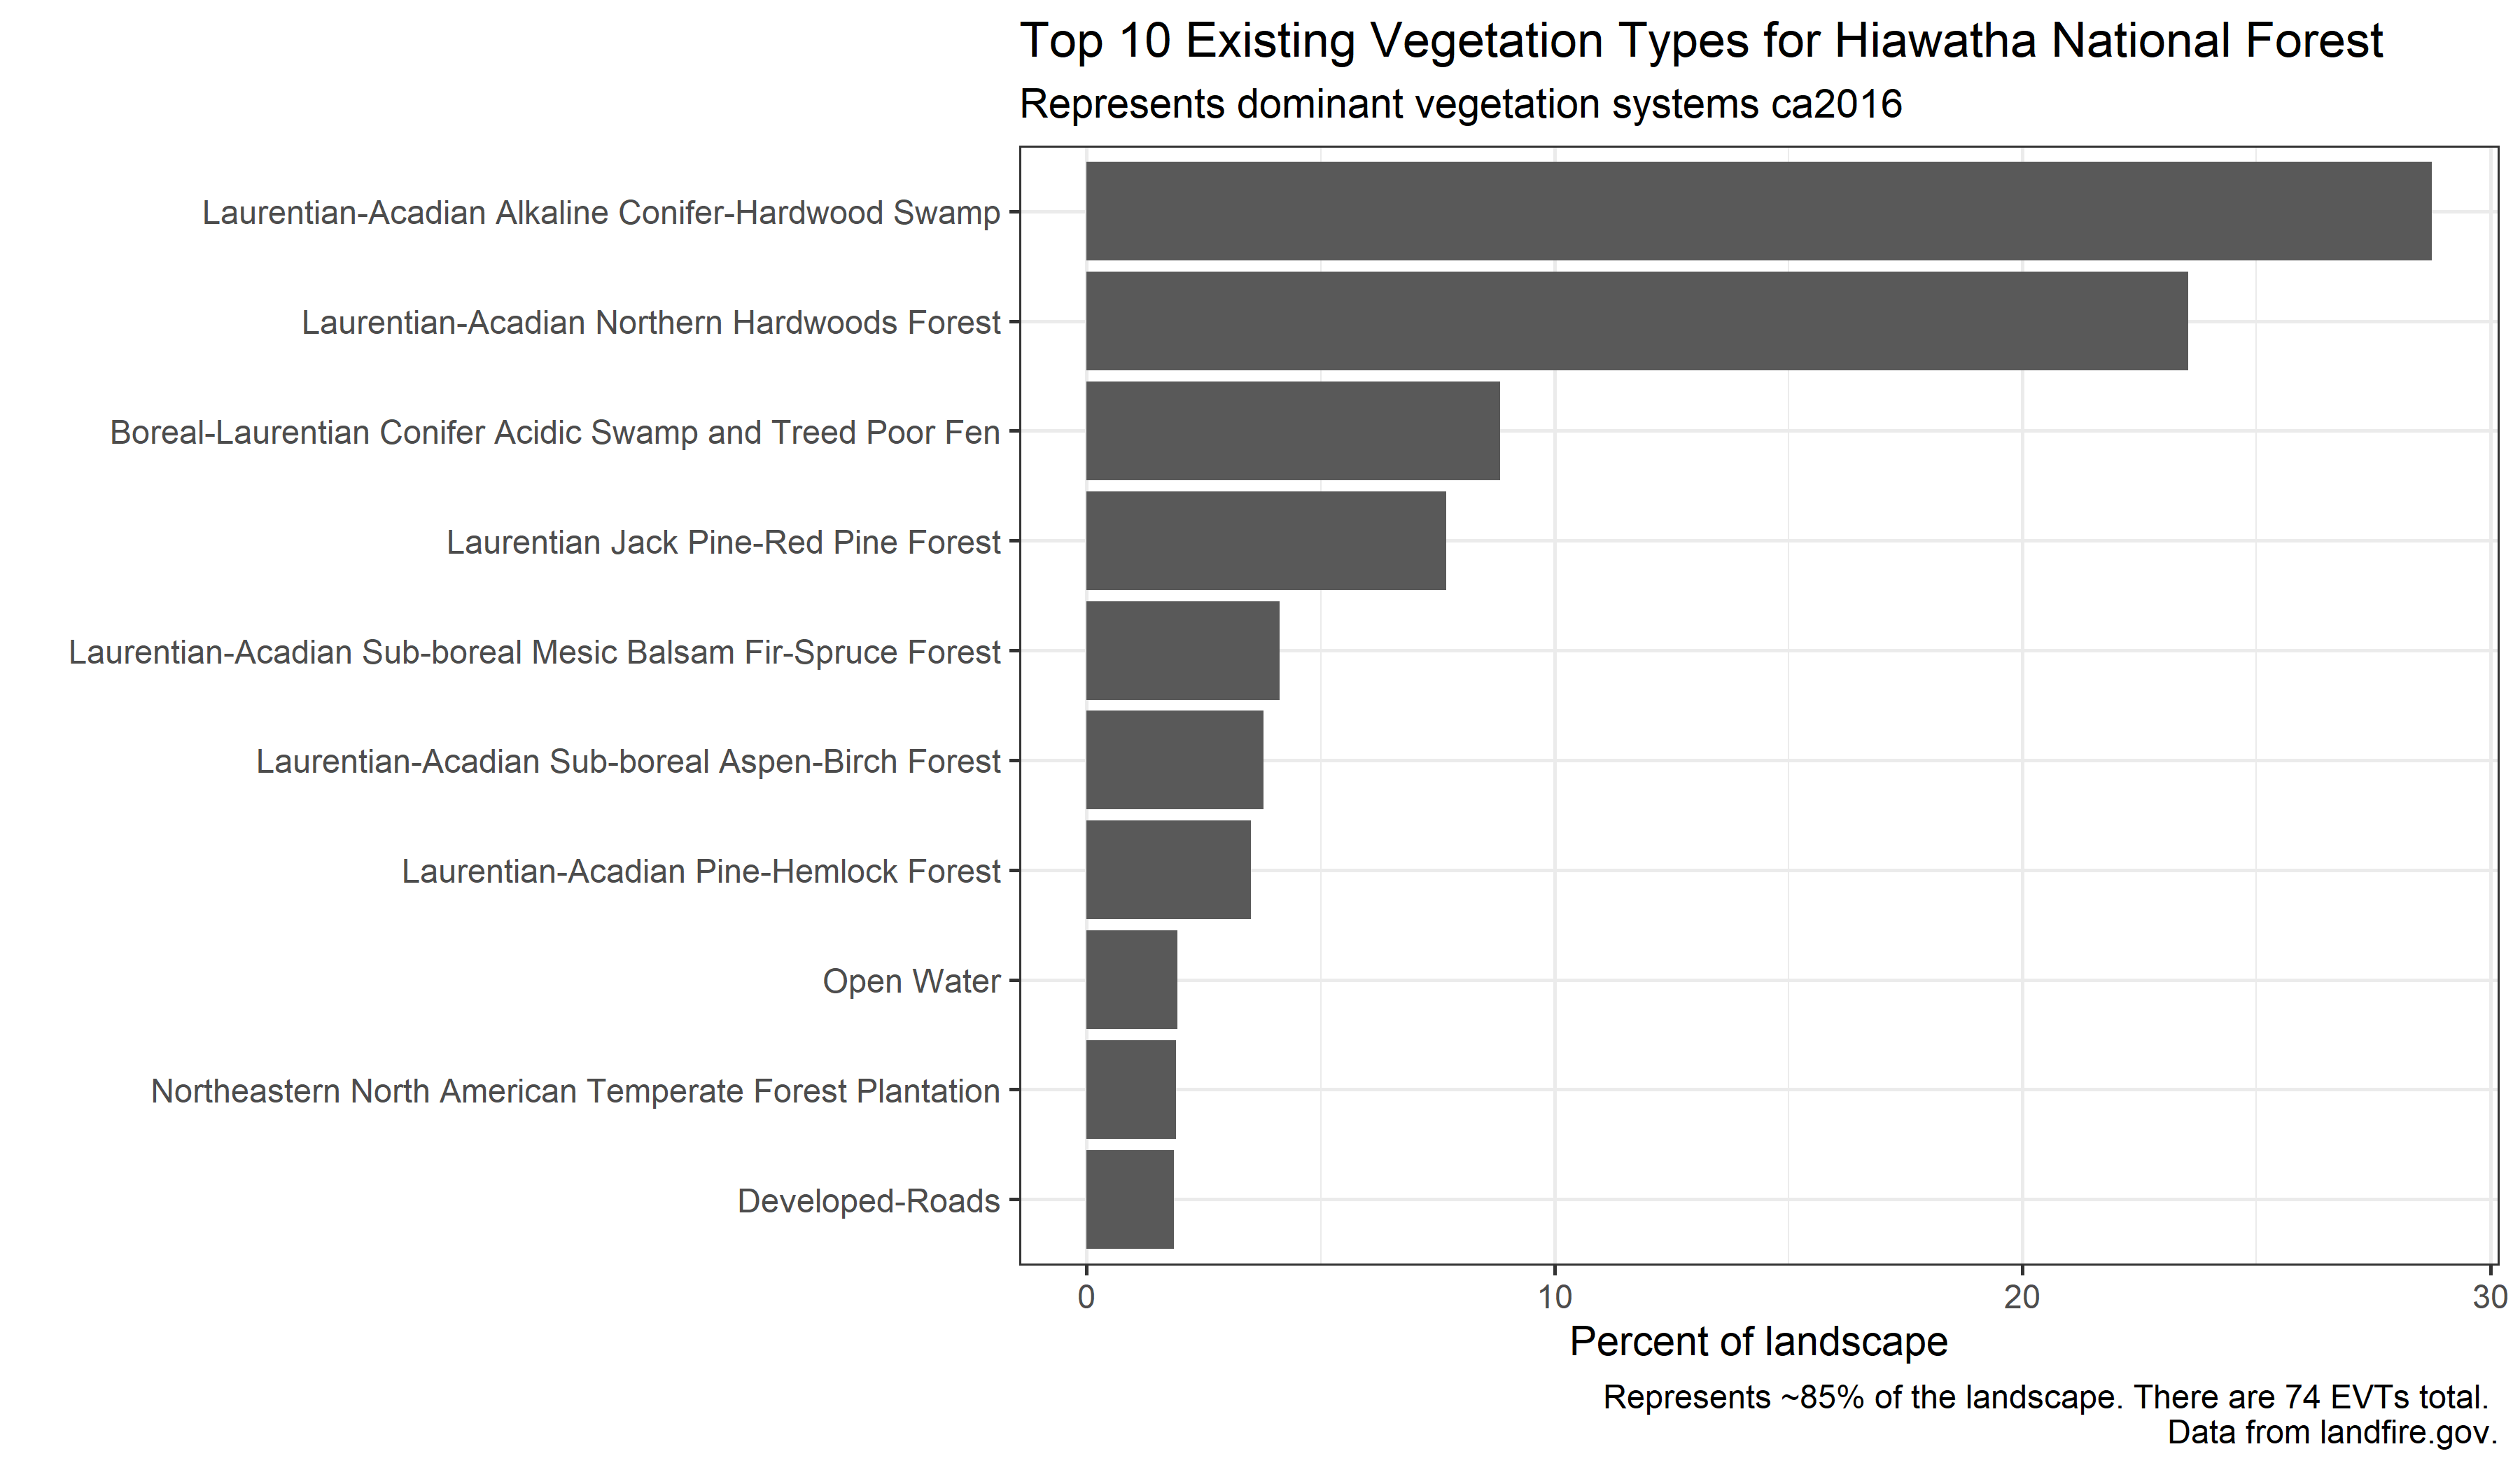 Top 10 Existing Vegetation Types for Hiawatha National Forest
Represents dominant vegetation systems ca2016
Laurentian-Acadian Alkaline Conifer-Hardwood Swamp
Laurentian-Acadian Northern Hardwoods Forest
Boreal-Laurentian Conifer Acidic Swamp and Treed Poor Fen
Laurentian Jack Pine-Red Pine Forest
Laurentian-Acadian Sub-boreal Mesic Balsam Fir-Spruce Forest
Laurentian-Acadian Sub-boreal Aspen-Birch Forest
Laurentian-Acadian Pine-Hemlock Forest
Open Water
Northeastern North American Temperate Forest Plantation
Developed-Roads
0 10 20 30
Percent of landscape
Represents ~85% of the landscape. There are 74 EVTs total.
Data from landfire.gov.